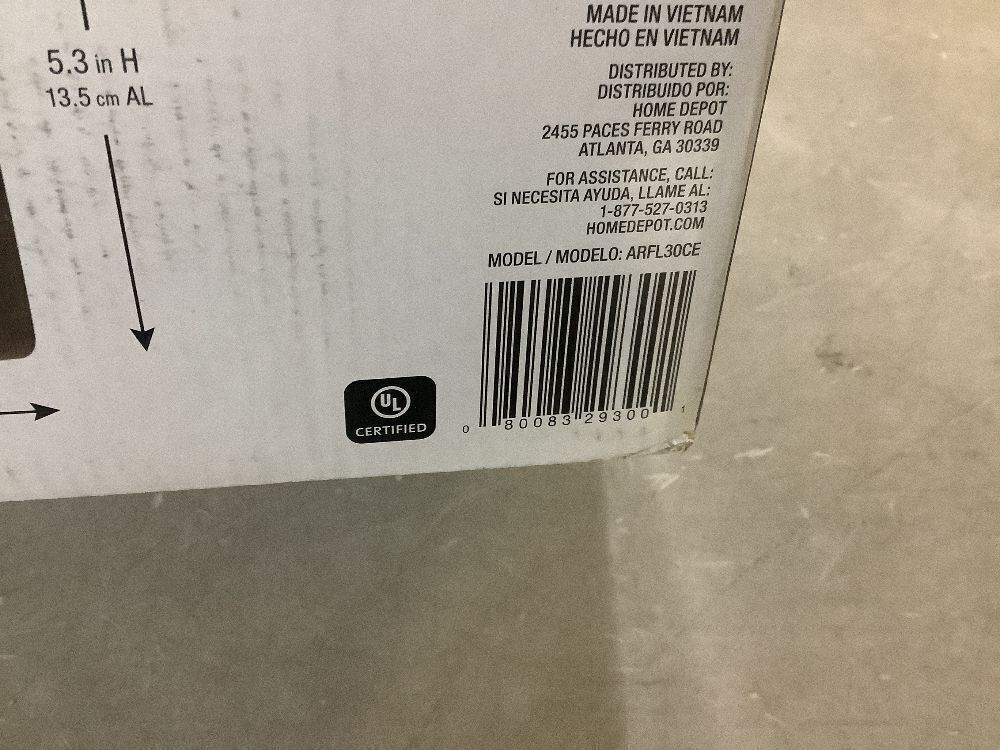 5.3 in H
13.5 cm AL
MADE IN VIETNAM
HECHO EN VIETNAM
DISTRIBUTED BY:
DISTRIBUIDO POR:
HOME DEPOT
2455 PACES FERRY ROAD
ATLANTA, GA 30339
FOR ASSISTANCE, CALL:
SI NECESITA AYUDA, LLAME AL:
1-877-527-0313
HOMEDEPOT.COM
MODEL / MODELO: ARFL30CE
UL
CERTIFIED
0 80083 29300 1